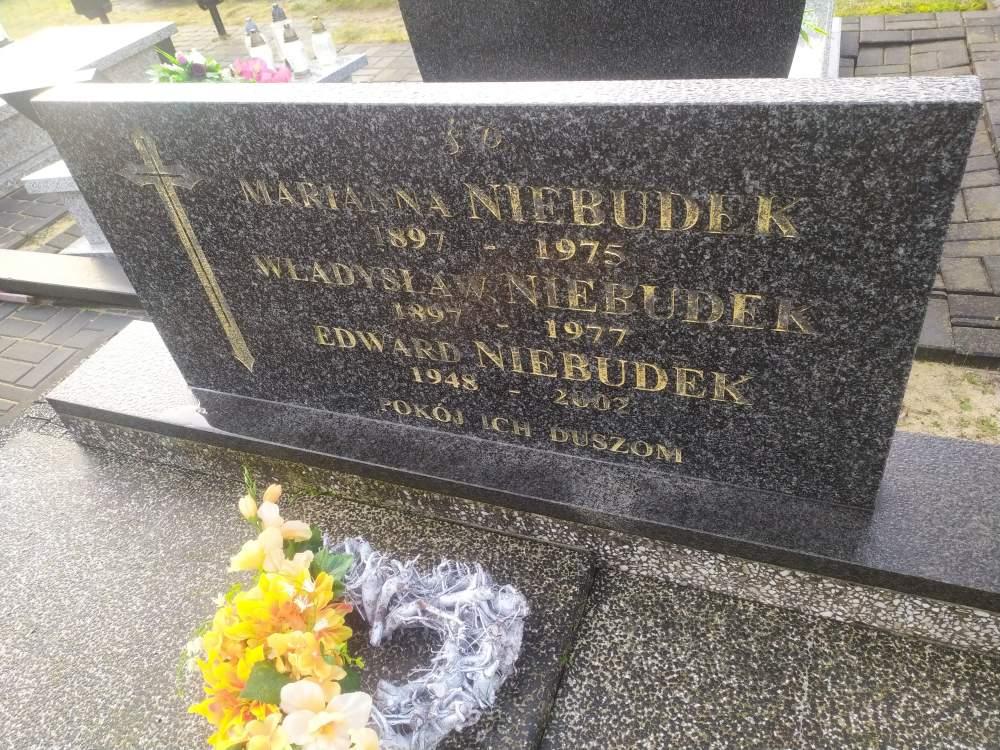 Ś P
MARIANNA NIEBUDEK
1897 - 1975
WŁADYSŁAW NIEBUDEK
1897 - 1977
EDWARD NIEBUDEK
1948 - 2002
POKÓJ ICH DUSZOM